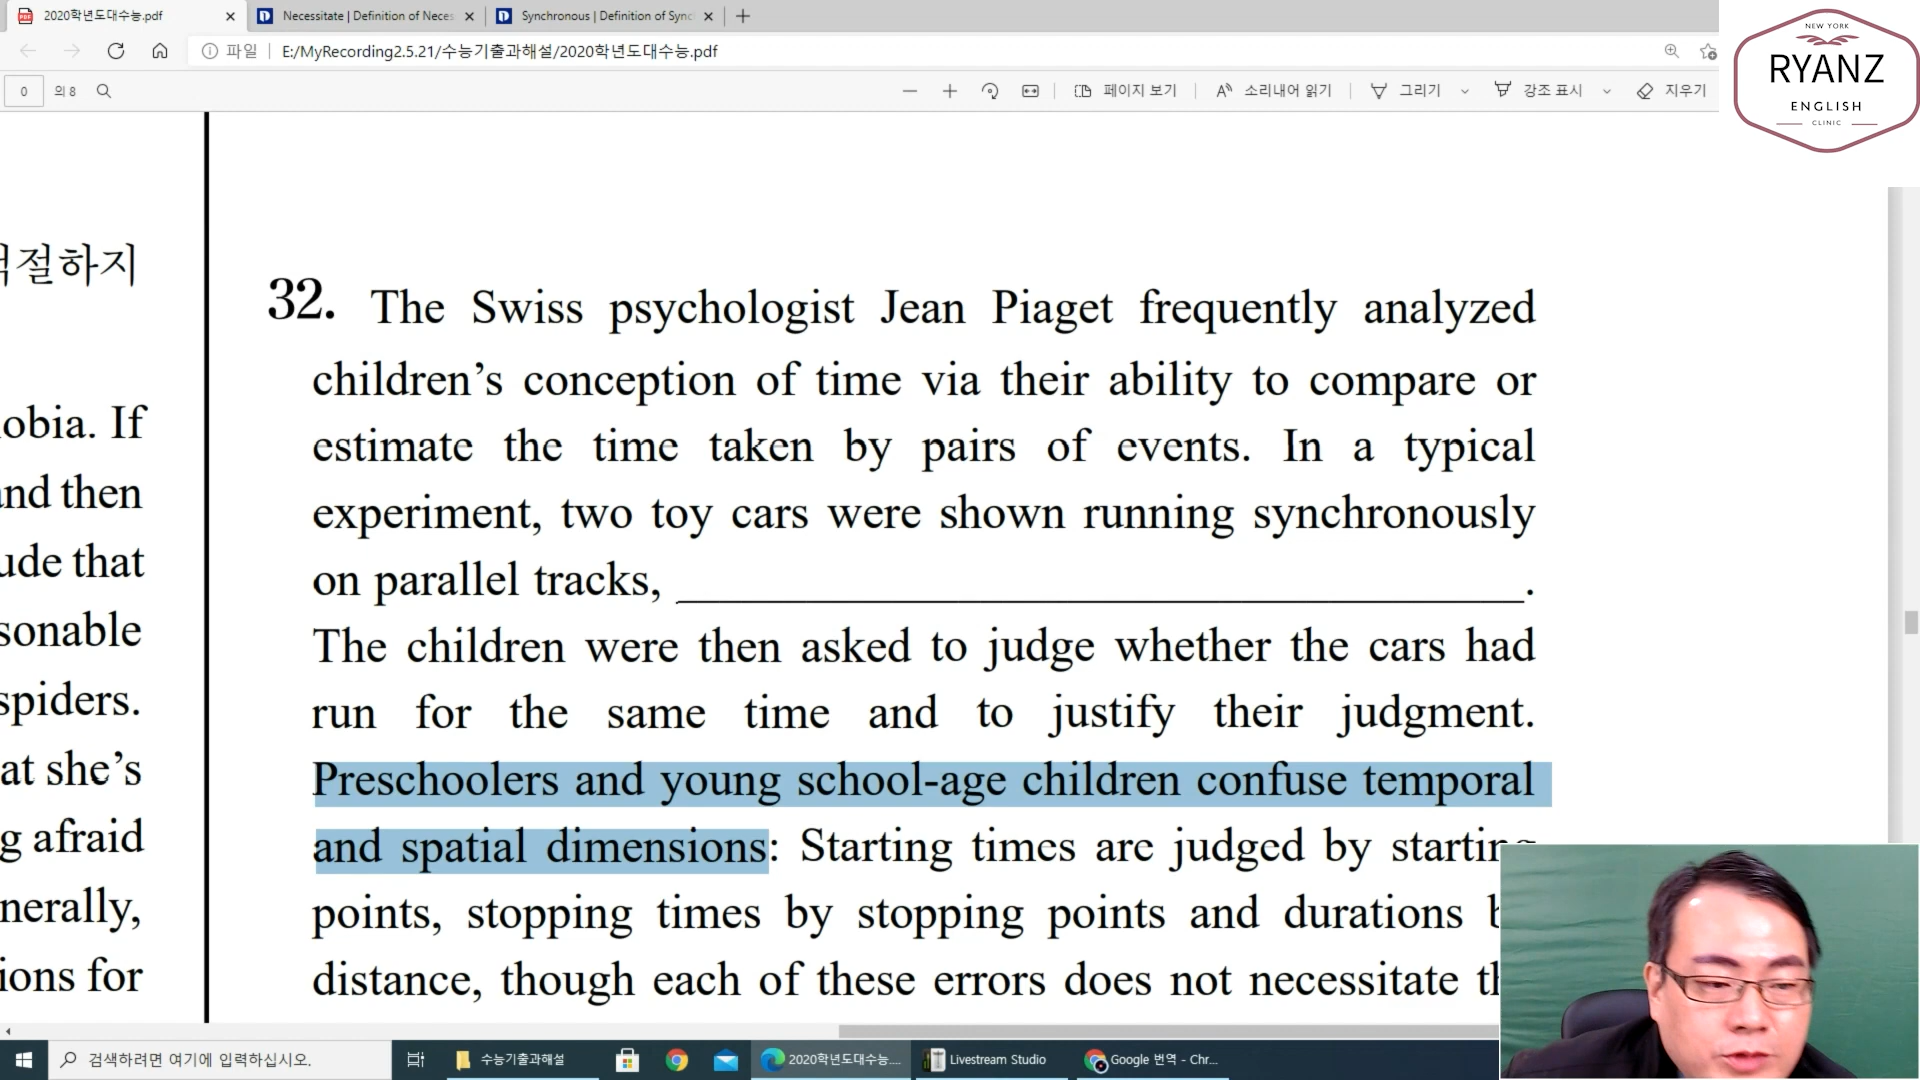 2020학년도대수능.pdf
Necessitate | Definition of Neces
Synchronous | Definition of Sync
파일
E:/MyRecording2.5.21/수능기출과해설/2020학년도대수능.pdf
0 의 8
페이지 보기
소리내어 읽기
그리기
강조 표시
지우기
NEW YORK
RYANZ
ENGLISH
CLINIC
절하지
obia. If
nd then
ude that
sonable
spiders.
at she's
g afraid
nerally,
ions for
32. The Swiss psychologist Jean Piaget frequently analyzed
children's conception of time via their ability to compare or
estimate the time taken by pairs of events. In a typical
experiment, two toy cars were shown running synchronously
on parallel tracks, ______________________________.
The children were then asked to judge whether the cars had
run for the same time and to justify their judgment.
Preschoolers and young school-age children confuse temporal
and spatial dimensions: Starting times are judged by starting
points, stopping times by stopping points and durations b
distance, though each of these errors does not necessitate th
검색하려면 여기에 입력하십시오.
수능기출과해설
2020학년도대수능....
Livestream Studio
Google 번역 - Chr...